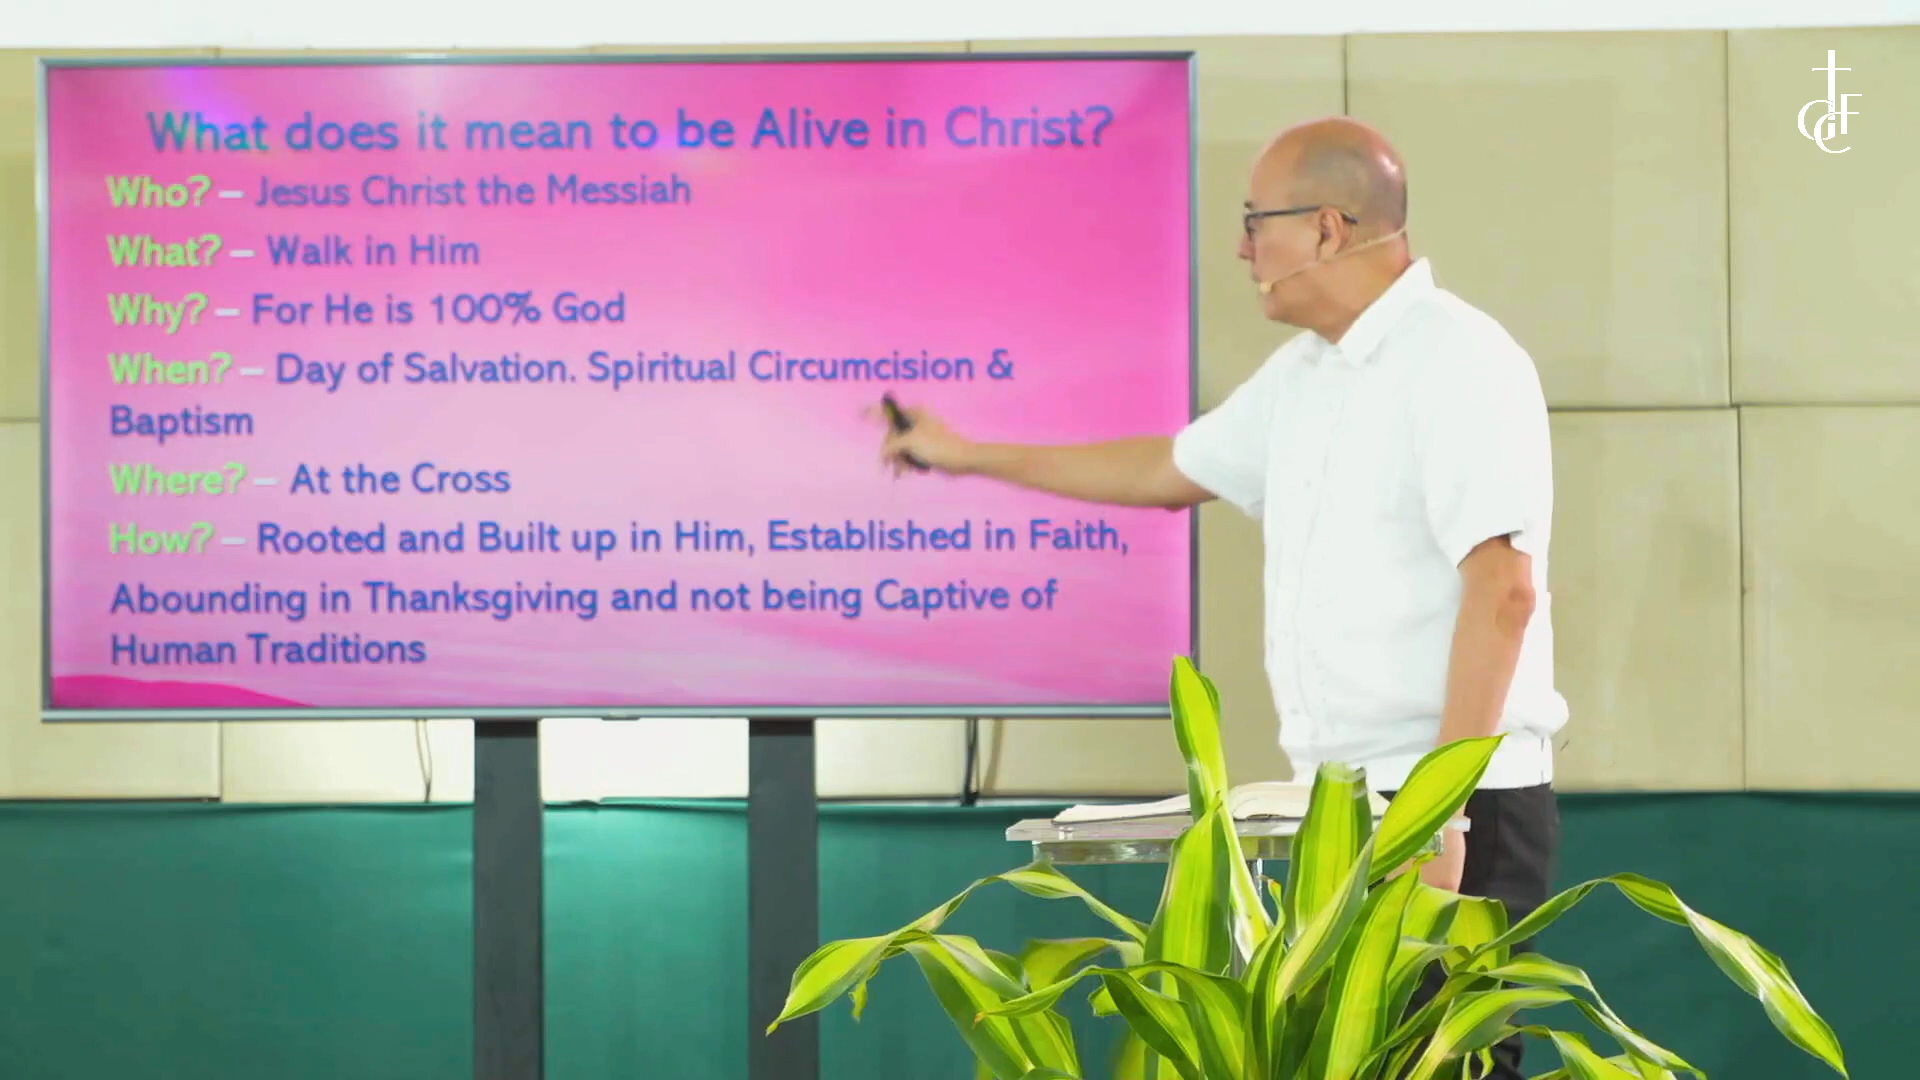 What does it mean to be Alive in Christ?
Who? – Jesus Christ the Messiah
What? – Walk in Him
Why? – For He is 100% God
When? – Day of Salvation. Spiritual Circumcision &
Baptism
Where? – At the Cross
How? – Rooted and Built up in Him, Established in Faith,
Abounding in Thanksgiving and not being Captive of
Human Traditions